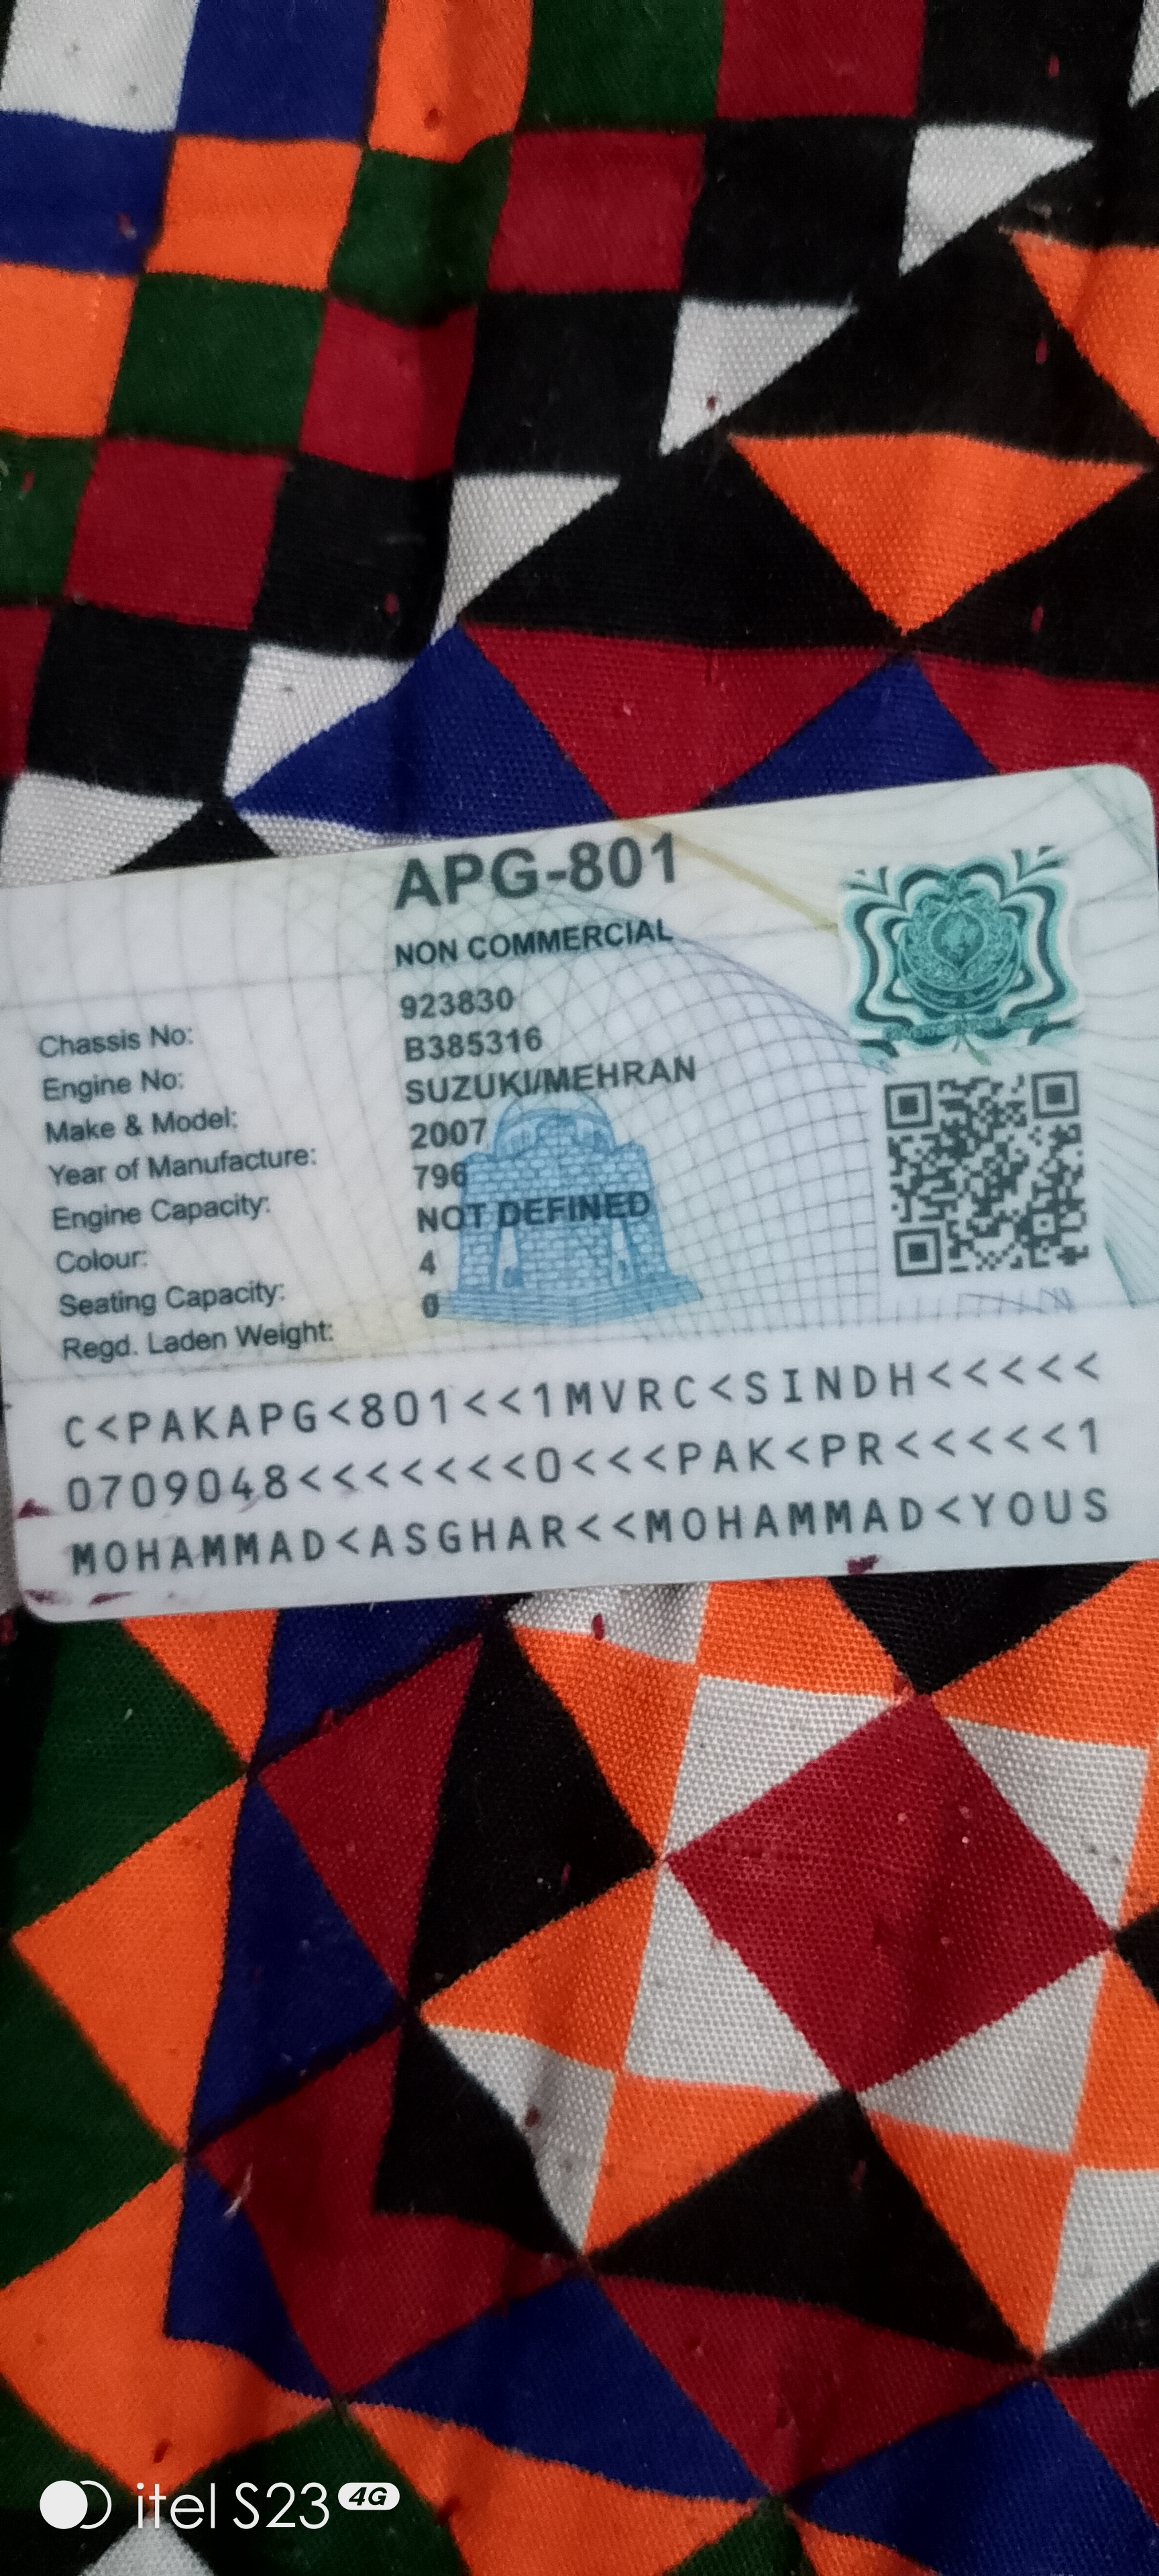 APG-801
NON COMMERCIAL
Chassis No: 923830
Engine No: B385316
Make & Model: SUZUKI/MEHRAN
Year of Manufacture: 2007
Engine Capacity: 796
Colour: NOT DEFINED
Seating Capacity: 4
Regd. Laden Weight: 0
C<PAKAPG<801<<1MVRC<SINDH<<<<<
0709048<<<<<<<0<<<PAK<PR<<<<<1
MOHAMMAD<ASGHAR<<MOHAMMAD<YOUS
itel S23 4G